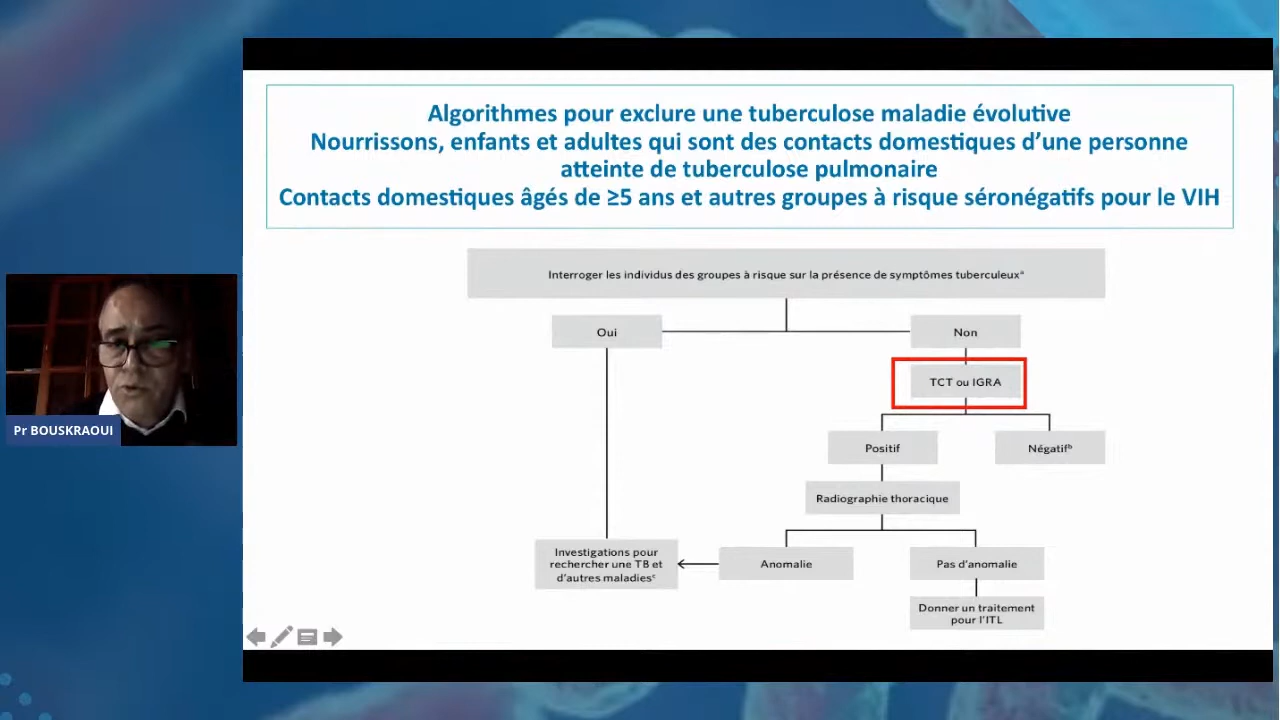 Algorithmes pour exclure une tuberculose maladie évolutive
Nourrissons, enfants et adultes qui sont des contacts domestiques d’une personne
atteinte de tuberculose pulmonaire
Contacts domestiques âgés de ≥5 ans et autres groupes à risque séronégatifs pour le VIH
Interroger les individus des groupes à risque sur la présence de symptômes tuberculeuxᵃ
Oui
Non
TCT ou IGRA
Positif
Négatifᵇ
Radiographie thoracique
Investigations pour
rechercher une TB et
d’autres maladiesᶜ
Anomalie
Pas d’anomalie
Donner un traitement
pour l’ITL
Pr BOUSKRAOUI